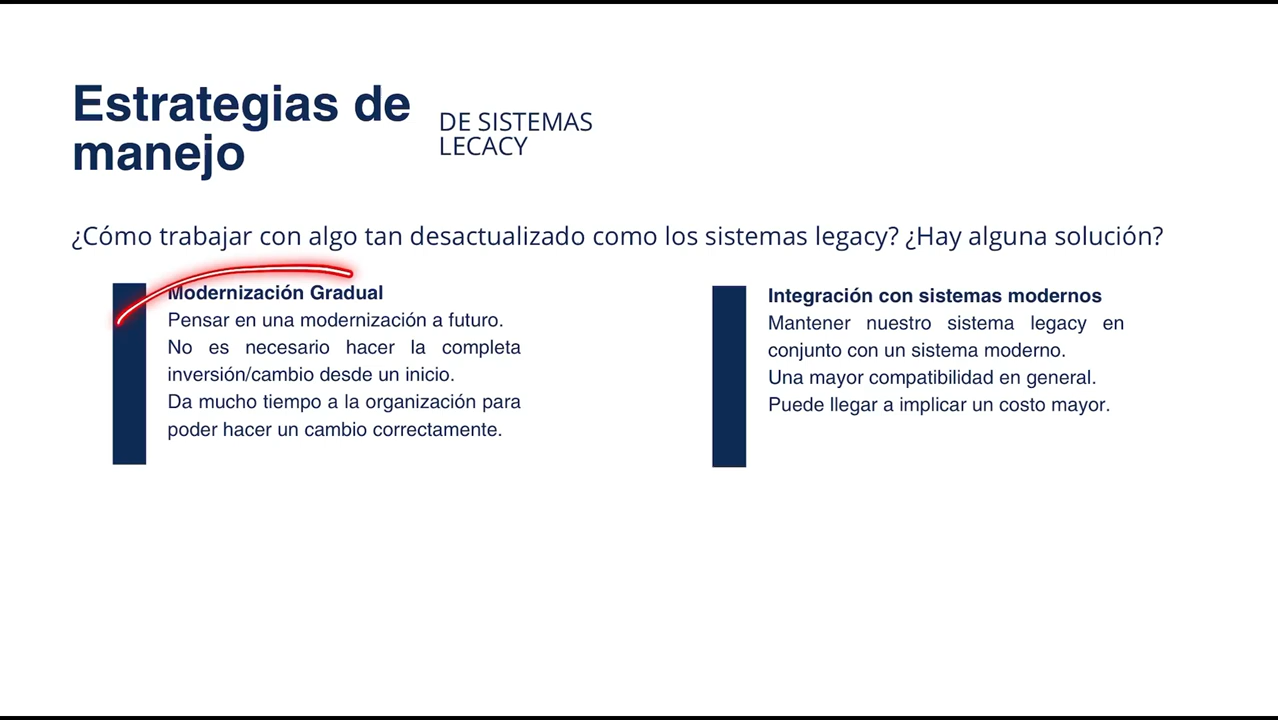 Estrategias de
manejo
DE SISTEMAS
LECACY
¿Cómo trabajar con algo tan desactualizado como los sistemas legacy? ¿Hay alguna solución?
Modernización Gradual
Pensar en una modernización a futuro.
No es necesario hacer la completa
inversión/cambio desde un inicio.
Da mucho tiempo a la organización para
poder hacer un cambio correctamente.
Integración con sistemas modernos
Mantener nuestro sistema legacy en
conjunto con un sistema moderno.
Una mayor compatibilidad en general.
Puede llegar a implicar un costo mayor.